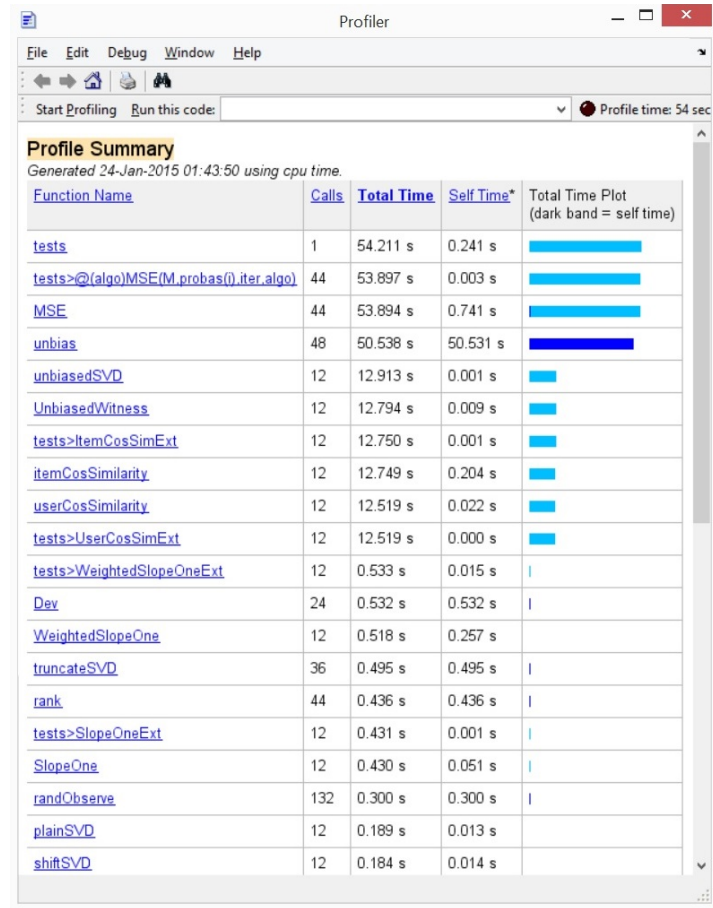 Profiler
File Edit Debug Window Help
Start Profiling Run this code: Profile time: 54 sec
Profile Summary
Generated 24-Jan-2015 01:43:50 using cpu time.
Function Name Calls Total Time Self Time* Total Time Plot
(dark band = self time)
tests 1 54.211 s 0.241 s
tests>@(algo)MSE(M,probas(i),iter,algo) 44 53.897 s 0.003 s
MSE 44 53.894 s 0.741 s
unbias 48 50.538 s 50.531 s
unbiasedSVD 12 12.913 s 0.001 s
UnbiasedWitness 12 12.794 s 0.009 s
tests>ItemCosSimExt 12 12.750 s 0.001 s
itemCosSimilarity 12 12.749 s 0.204 s
userCosSimilarity 12 12.519 s 0.022 s
tests>UserCosSimExt 12 12.519 s 0.000 s
tests>WeightedSlopeOneExt 12 0.533 s 0.015 s
Dev 24 0.532 s 0.532 s
WeightedSlopeOne 12 0.518 s 0.257 s
truncateSVD 36 0.495 s 0.495 s
rank 44 0.436 s 0.436 s
tests>SlopeOneExt 12 0.431 s 0.001 s
SlopeOne 12 0.430 s 0.051 s
randObserve 132 0.300 s 0.300 s
plainSVD 12 0.189 s 0.013 s
shiftSVD 12 0.184 s 0.014 s